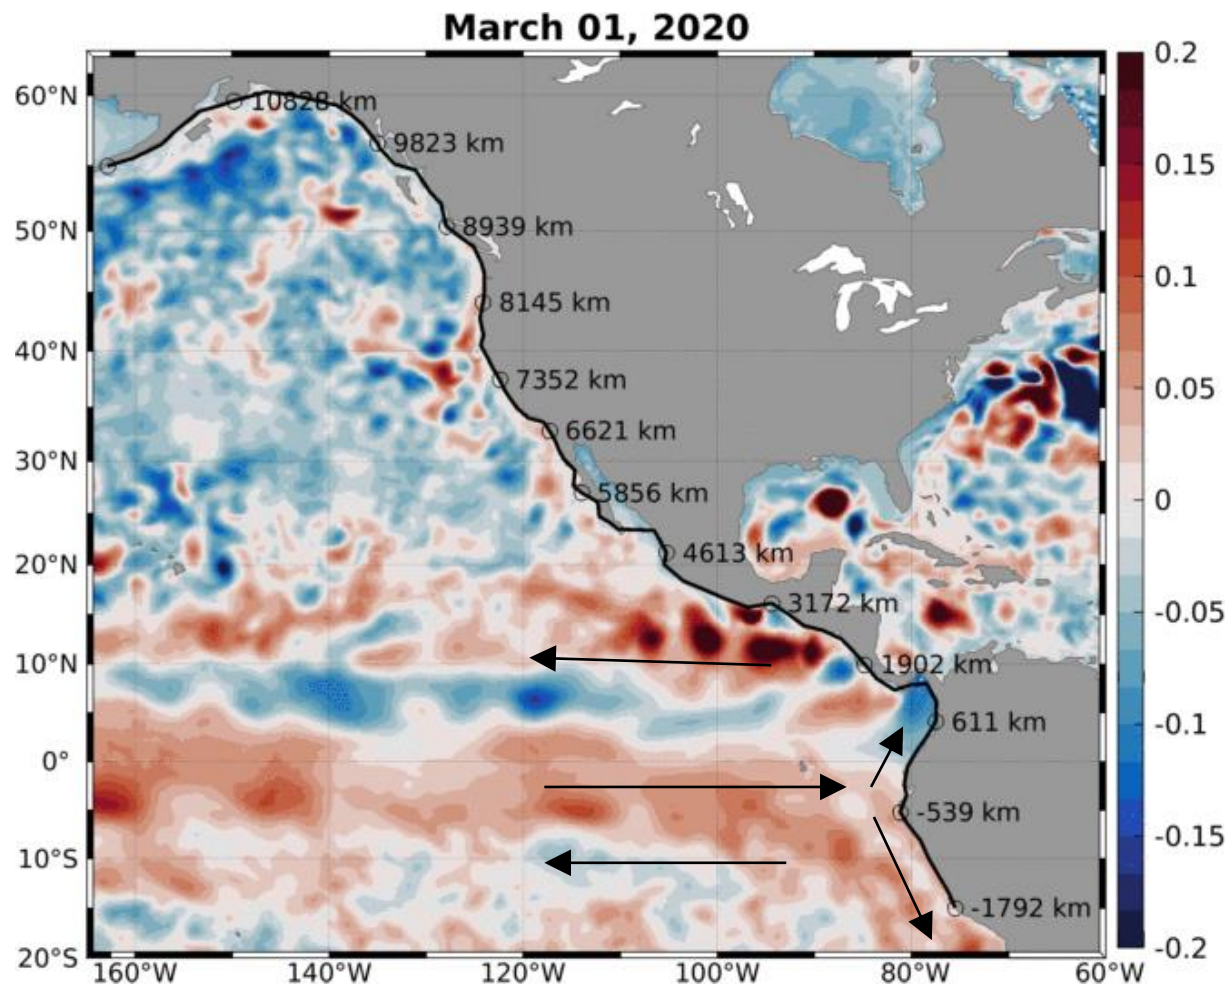 March 01, 2020
60°N
50°N
40°N
30°N
20°N
10°N
0°
10°S
20°S
160°W
140°W
120°W
100°W
80°W
60°W
10828 km
9823 km
8939 km
8145 km
7352 km
6621 km
5856 km
4613 km
3172 km
1902 km
611 km
-539 km
-1792 km
0.2
0.15
0.1
0.05
0
-0.05
-0.1
-0.15
-0.2